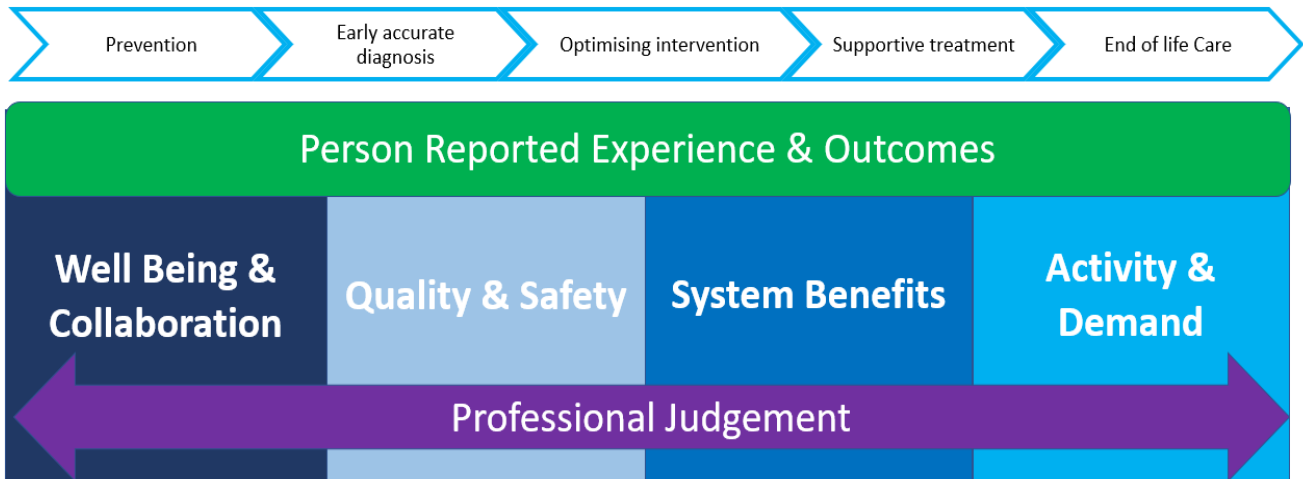 Prevention
Early accurate
diagnosis
Optimising intervention
Supportive treatment
End of life Care
Person Reported Experience & Outcomes
Well Being &
Collaboration
Quality & Safety
System Benefits
Activity &
Demand
Professional Judgement